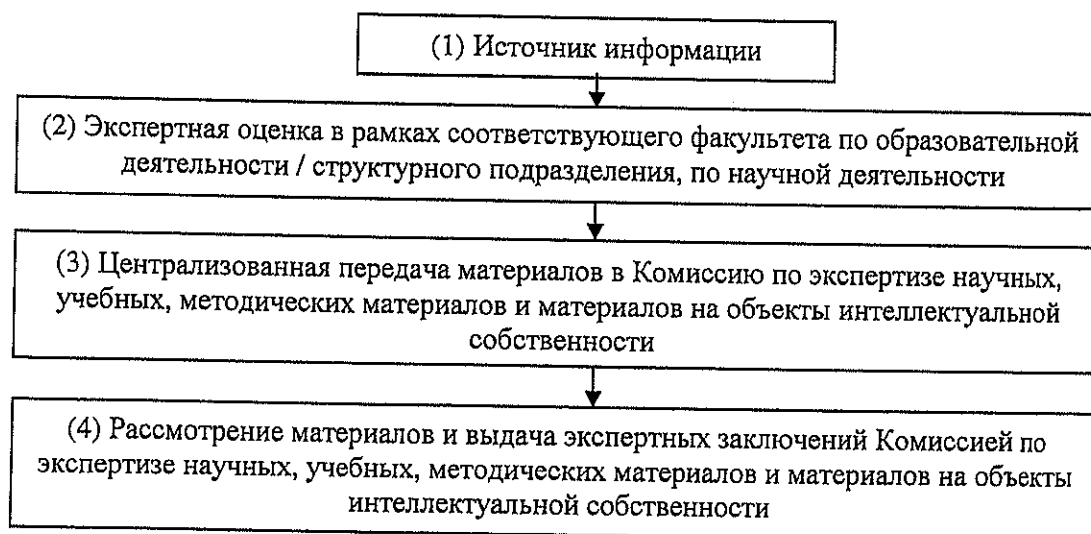 (1) Источник информации
(2) Экспертная оценка в рамках соответствующего факультета по образовательной
деятельности / структурного подразделения, по научной деятельности
(3) Централизованная передача материалов в Комиссию по экспертизе научных,
учебных, методических материалов и материалов на объекты интеллектуальной
собственности
(4) Рассмотрение материалов и выдача экспертных заключений Комиссией по
экспертизе научных, учебных, методических материалов и материалов на объекты
интеллектуальной собственности